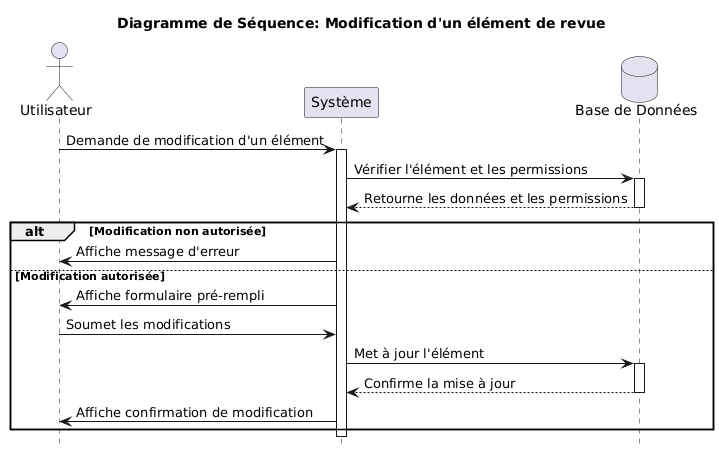 Diagramme de Séquence: Modification d'un élément de revue
Utilisateur
Système
Base de Données
Demande de modification d'un élément
Vérifier l'élément et les permissions
Retourne les données et les permissions
alt [Modification non autorisée]
Affiche message d'erreur
[Modification autorisée]
Affiche formulaire pré-rempli
Soumet les modifications
Met à jour l'élément
Confirme la mise à jour
Affiche confirmation de modification